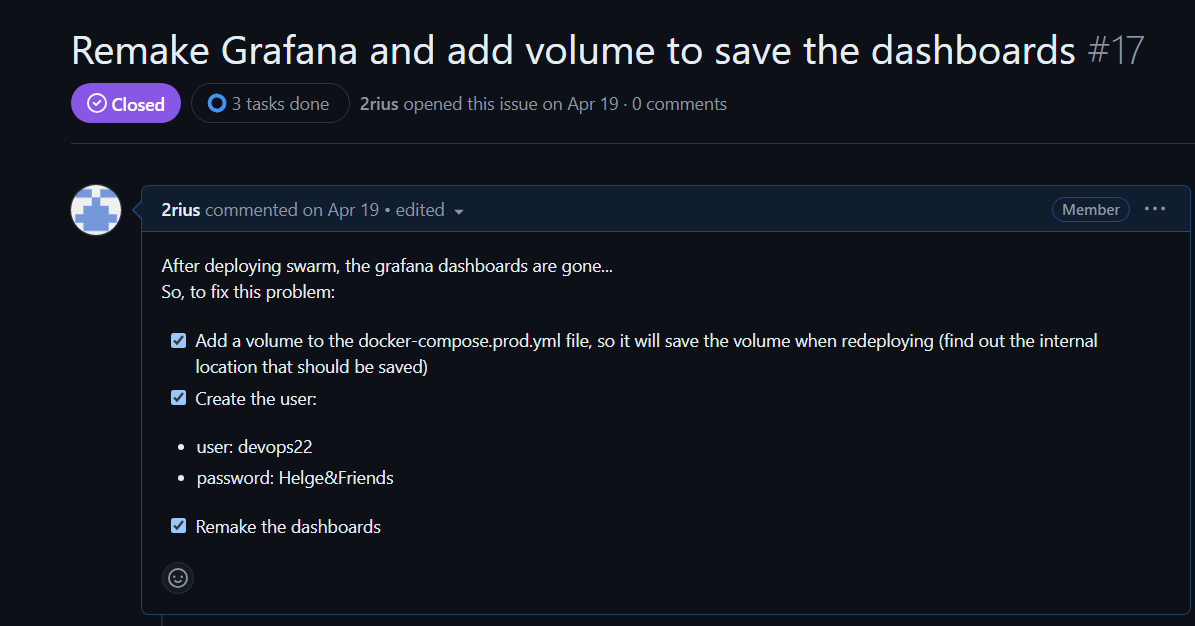 Remake Grafana and add volume to save the dashboards #17
Closed
3 tasks done
2rius opened this issue on Apr 19 · 0 comments
2rius commented on Apr 19 • edited
Member
After deploying swarm, the grafana dashboards are gone...
So, to fix this problem:
Add a volume to the docker-compose.prod.yml file, so it will save the volume when redeploying (find out the internal
location that should be saved)
Create the user:
• user: devops22
• password: Helge&Friends
Remake the dashboards